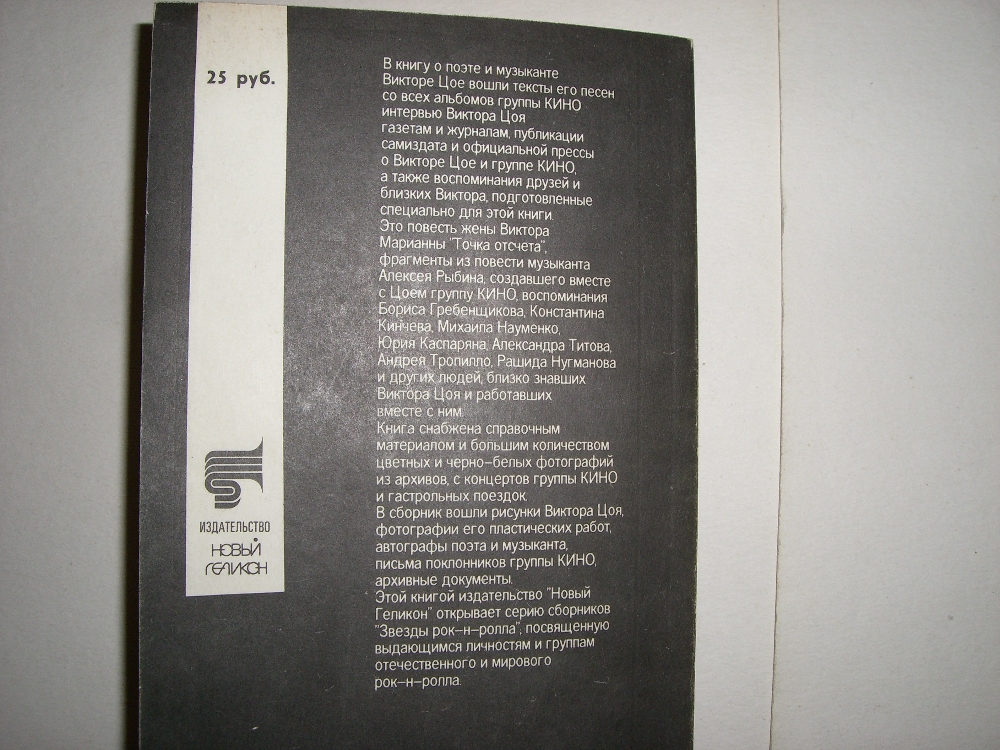 25 руб.
В книгу о поэте и музыканте
Викторе Цое вошли тексты его песен
со всех альбомов группы КИНО
интервью Виктора Цоя
газетам и журналам, публикации
самиздата и официальной прессы
о Викторе Цое и группе КИНО,
а также воспоминания друзей и
близких Виктора, подготовленные
специально для этой книги.
Это повесть жены Виктора
Марианны "Точка отсчета",
фрагменты из повести музыканта
Алексея Рыбина, создавшего вместе
с Цоем группу КИНО, воспоминания
Бориса Гребенщикова, Константина
Кинчева, Михаила Науменко,
Юрия Каспаряна, Александра Титова,
Андрея Тропилло, Рашида Нугманова
и других людей, близко знавших
Виктора Цоя и работавших
вместе с ним.
Книга снабжена справочным
материалом и большим количеством
цветных и черно-белых фотографий
из архивов, с концертов группы КИНО
и гастрольных поездок.
В сборник вошли рисунки Виктора Цоя,
фотографии его пластических работ,
автографы поэта и музыканта,
письма поклонников группы КИНО,
архивные документы.
Этой книгой издательство "Новый
Геликон" открывает серию сборников
"Звезды рок-н-ролла", посвященную
выдающимся личностям и группам
отечественного и мирового
рок-н-ролла.
ИЗДАТЕЛЬСТВО
НОВЫЙ
ГЕЛИКОН